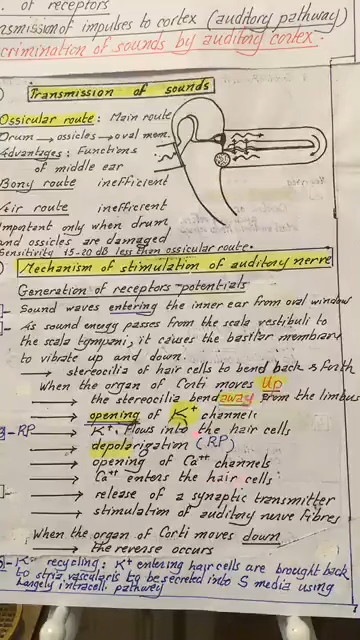 . of receptors
nsmission of impulses to cortex (auditory pathway)
crimination of sounds by auditory cortex.
Transmission of sounds
Ossicular route: Main route
Drum → ossicles → oval mem.
Advantages: Functions
of middle ear
Bony route inefficient
Air route inefficient
Important only when drum
and ossicles are damaged
Sensitivity 15-20 dB less than ossicular route.
Mechanism of stimulation of auditory nerve
Generation of receptors potentials
- Sound waves entering the inner ear from oval window
- As sound energy passes from the scala vestibuli to
the scala tympani, it causes the basilar membrane
to vibrate up and down.
→ stereocilia of hair cells to bend back & forth
When the organ of Corti moves Up
→ the stereocilia bend away from the limbus
→ opening of K+ channels
-RP → K+ flows into the hair cells
→ depolarization (RP)
→ opening of Ca++ channels
→ Ca++ enters the hair cells
→ release of a synaptic transmitter
→ stimulation of auditory nerve fibres
When the organ of Corti moves down
→ the reverse occurs
- K+ recycling: K+ entering hair cells are brought back
to stria vascularis to be secreted into S media using
Largely intracell. pathway